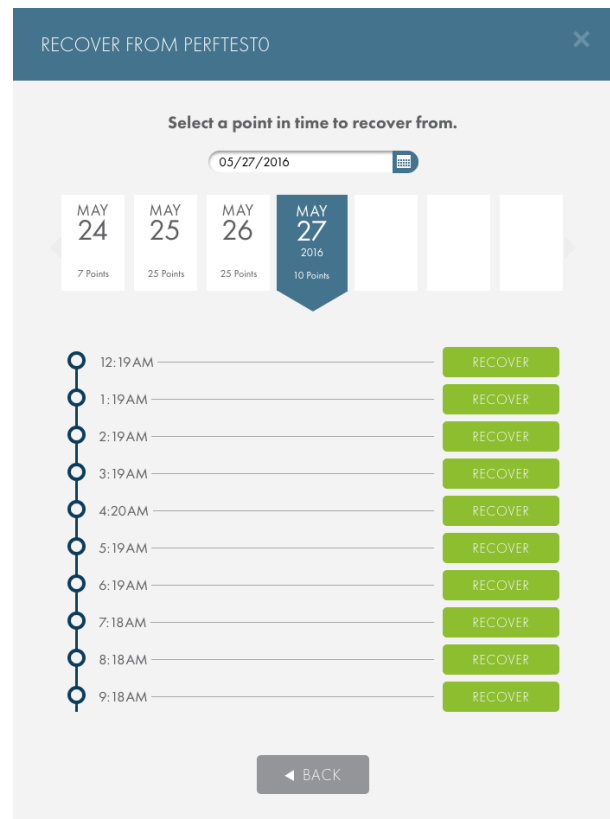 RECOVER FROM PERFTEST0
Select a point in time to recover from.
05/27/2016
MAY MAY MAY MAY
24 25 26 27
2016
7 Points 25 Points 25 Points 10 Points
12:19AM RECOVER
1:19AM RECOVER
2:19AM RECOVER
3:19AM RECOVER
4:20AM RECOVER
5:19AM RECOVER
6:19AM RECOVER
7:18AM RECOVER
8:18AM RECOVER
9:18AM RECOVER
BACK